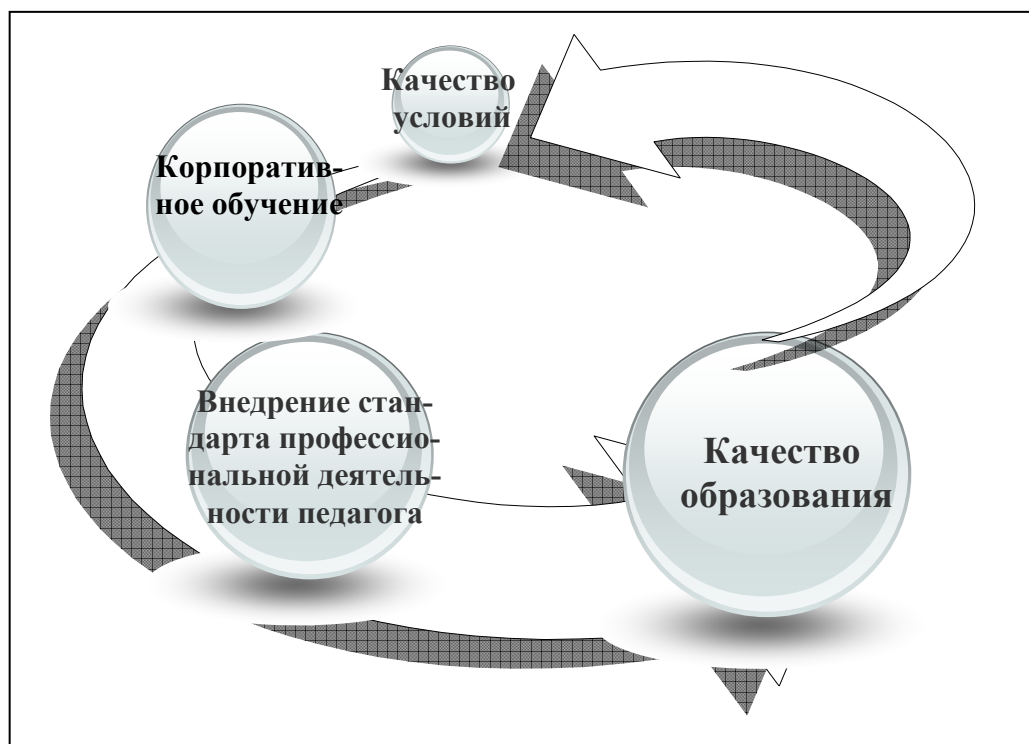 Качество
условий
Корпоратив-
ное обучение
Внедрение стан-
дарта профессио-
нальной деятель-
ности педагога
Качество
образования